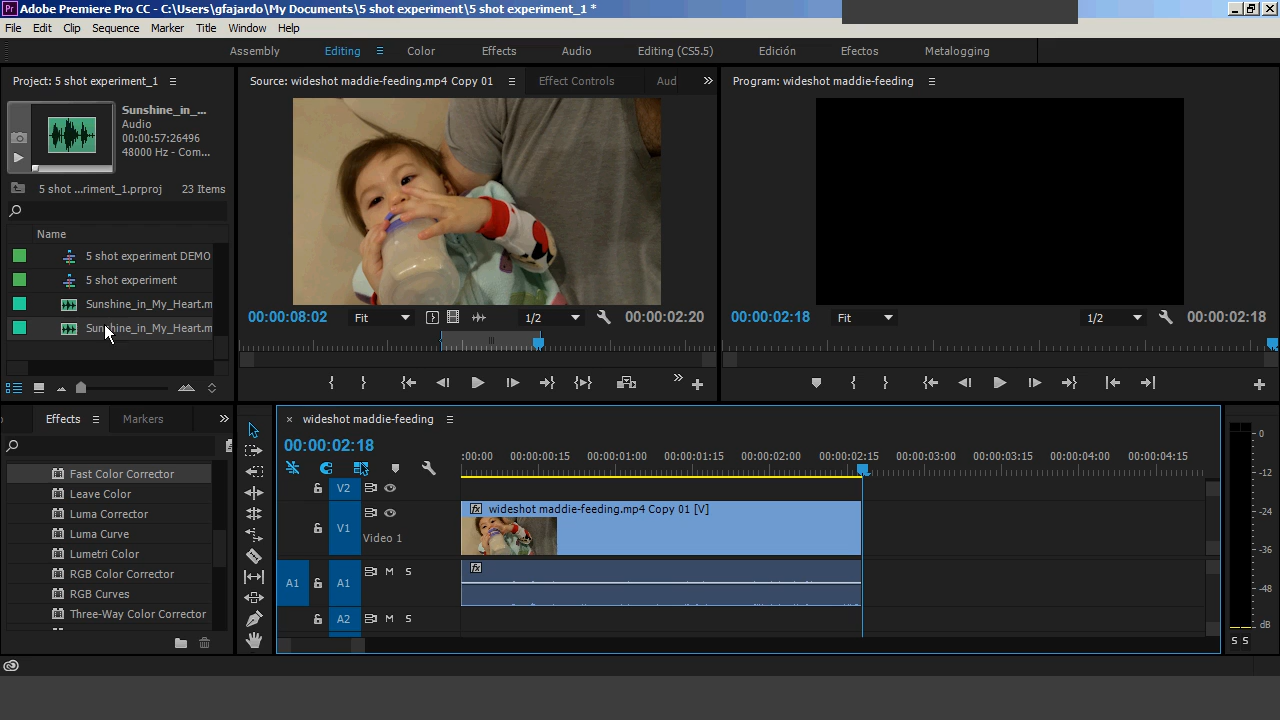 Pr Adobe Premiere Pro CC - C:\Users\gfajardo\My Documents\5 shot experiment\5 shot experiment_1 *
File Edit Clip Sequence Marker Title Window Help
Assembly Editing Color Effects Audio Editing (CS5.5) Edición Efectos Metalogging
Project: 5 shot experiment_1 Source: wideshot maddie-feeding.mp4 Copy 01 Effect Controls Aud Program: wideshot maddie-feeding
Sunshine_in_...
Audio
00:00:57:26496
48000 Hz - Com...
5 shot ...riment_1.prproj 23 Items
Name
5 shot experiment DEMO
5 shot experiment
Sunshine_in_My_Heart.m
Sunshine_in_My_Heart.m
00:00:08:02 Fit 1/2 00:00:02:20 00:00:02:18 Fit 1/2 00:00:02:18
Effects Markers
Fast Color Corrector
Leave Color
Luma Corrector
Luma Curve
Lumetri Color
RGB Color Corrector
RGB Curves
Three-Way Color Corrector
× wideshot maddie-feeding
00:00:02:18
:00:00 00:00:00:15 00:00:01:00 00:00:01:15 00:00:02:00 00:00:02:15 00:00:03:00 00:00:03:15 00:00:04:00 00:00:04:15
V2
fx wideshot maddie-feeding.mp4 Copy 01 [V]
V1
Video 1
fx
A1 A1 M S
A2 M S
0
-12
-24
-36
-48
dB
S S